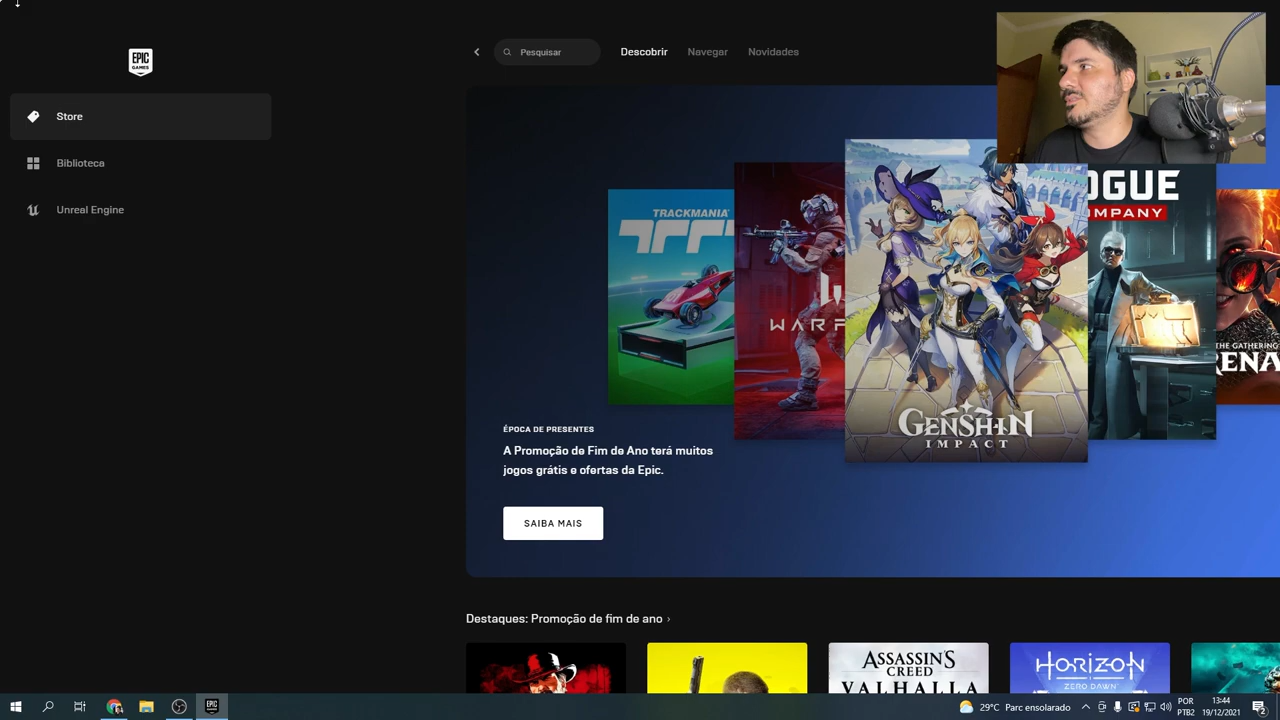 EPIC
GAMES
Store
Biblioteca
Unreal Engine
Pesquisar
Descobrir
Navegar
Novidades
TRACKMANIA
GENSHIN
IMPACT
OGUE
OMPANY
THE GATHERING
RENA
WARF
ÉPOCA DE PRESENTES
A Promoção de Fim de Ano terá muitos
jogos grátis e ofertas da Epic.
SAIBA MAIS
Destaques: Promoção de fim de ano
ASSASSIN'S
CREED
VALHALLA
HORIZON
ZERO DAWN
EPIC
29°C Parc ensolarado
POR
PTB2
13:44
19/12/2021
2